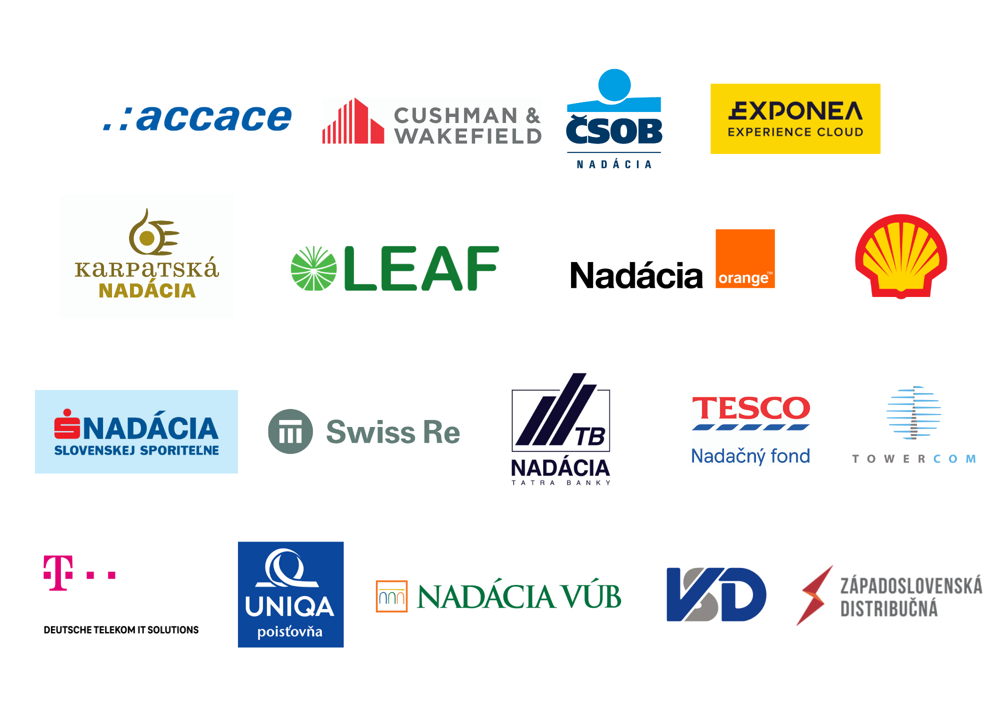 .:accace
CUSHMAN &
WAKEFIELD
ČSOB
NADÁCIA
EXPONEA
EXPERIENCE CLOUD
KaRPaTSKá
NADÁCIA
LEAF
Nadácia
orange™
S NADÁCIA
SLOVENSKEJ SPORITEĽNE
Swiss Re
TB
NADÁCIA
TATRA BANKY
TESCO
Nadačný fond
TOWERCOM
T
DEUTSCHE TELEKOM IT SOLUTIONS
UNIQA
poisťovňa
NADÁCIA VÚB
VSD
ZÁPADOSLOVENSKÁ
DISTRIBUČNÁ